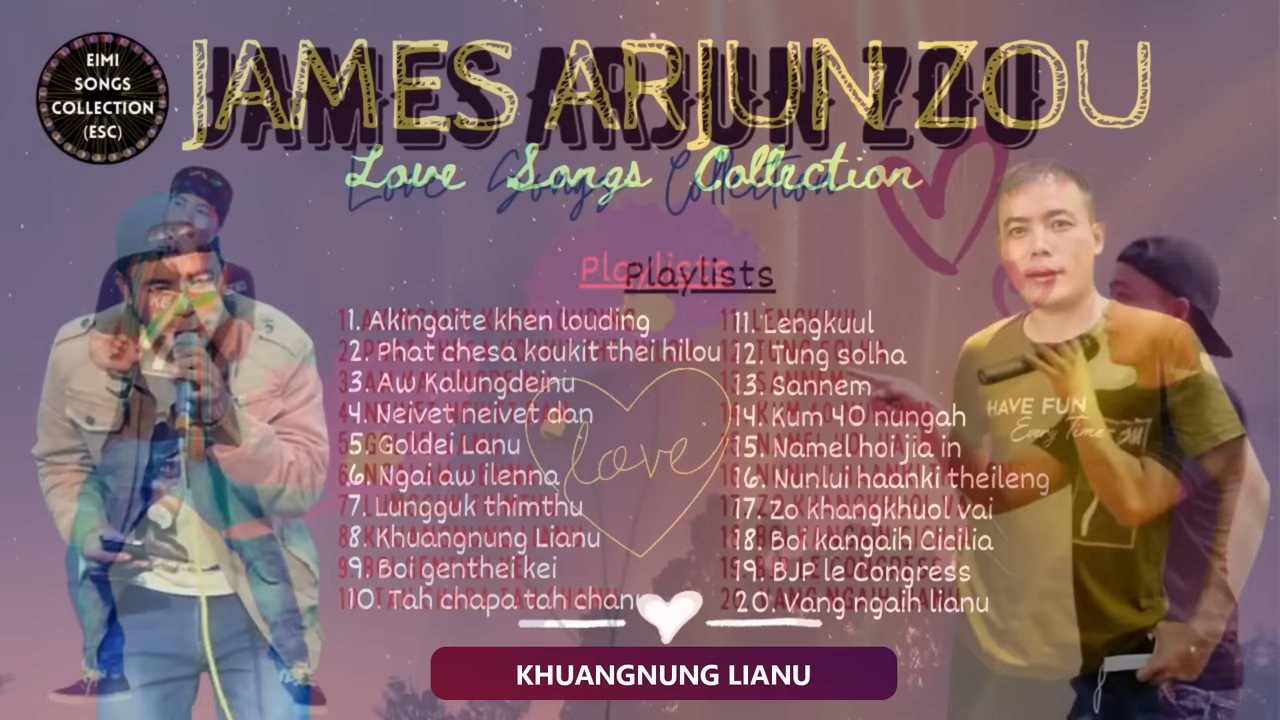 EIMI
SONGS
COLLECTION
(ESC)
JAMES ARJUN ZOU
Love Songs Collection
Playlists
1. Akingaite khen louding
2. Phat chesa koukit thei hilou
3. Aw Kalungdeinu
4. Neivet neivet dan
5. Goldei Lanu
6. Ngai aw ilenna
7. Lungguk thimthu
8. Khuangnung Lianu
9. Boi genthei kei
10. Tah chapa tah chanu
11. Lengkuul
12. Tung solha
13. Sannem
14. Kum 40 nungah
15. Namel hoi jia in
16. Nunlui haanki theileng
17. Zo khangkhuol vai
18. Boi kangaih Cicilia
19. BJP le Congress
20. Vang ngaih lianu
love
HAVE FUN
Every Time
KHUANGNUNG LIANU